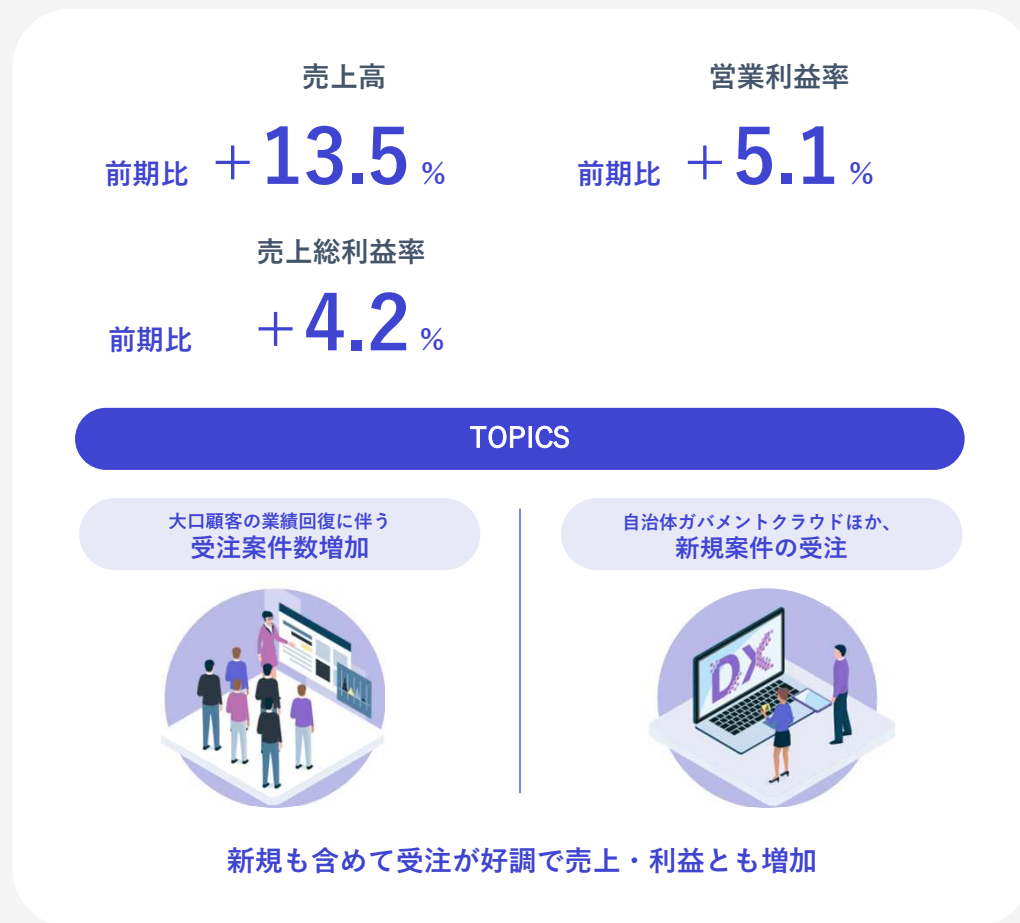 売上高
前期比 +13.5 %
営業利益率
前期比 +5.1 %
売上総利益率
前期比 +4.2 %
TOPICS
大口顧客の業績回復に伴う
受注案件数増加
自治体ガバメントクラウドほか、
新規案件の受注
DX
新規も含めて受注が好調で売上・利益とも増加